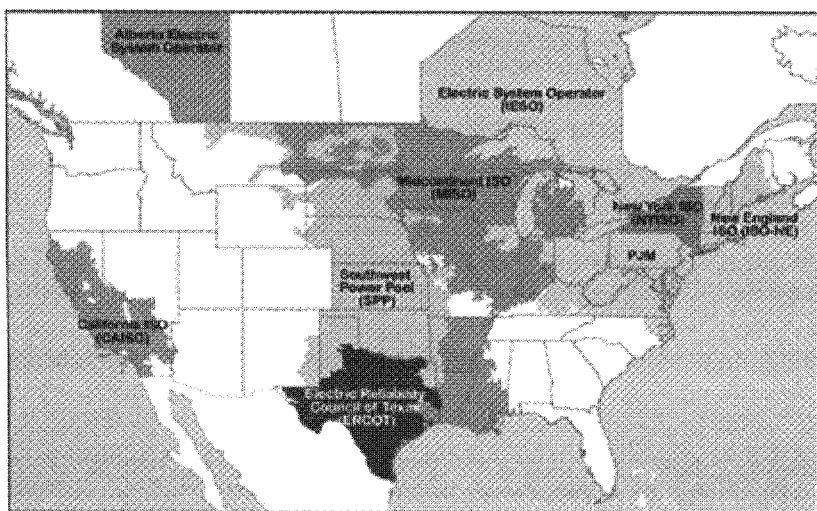 Alberta Electric
System Operator
Electric System Operator
(IESO)
Midcontinent ISO
(MISO)
New York ISO
(NYISO)
New England
ISO (ISO-NE)
PJM
Southwest
Power Pool
(SPP)
California ISO
(CAISO)
Electric Reliability
Council of Texas
(ERCOT)